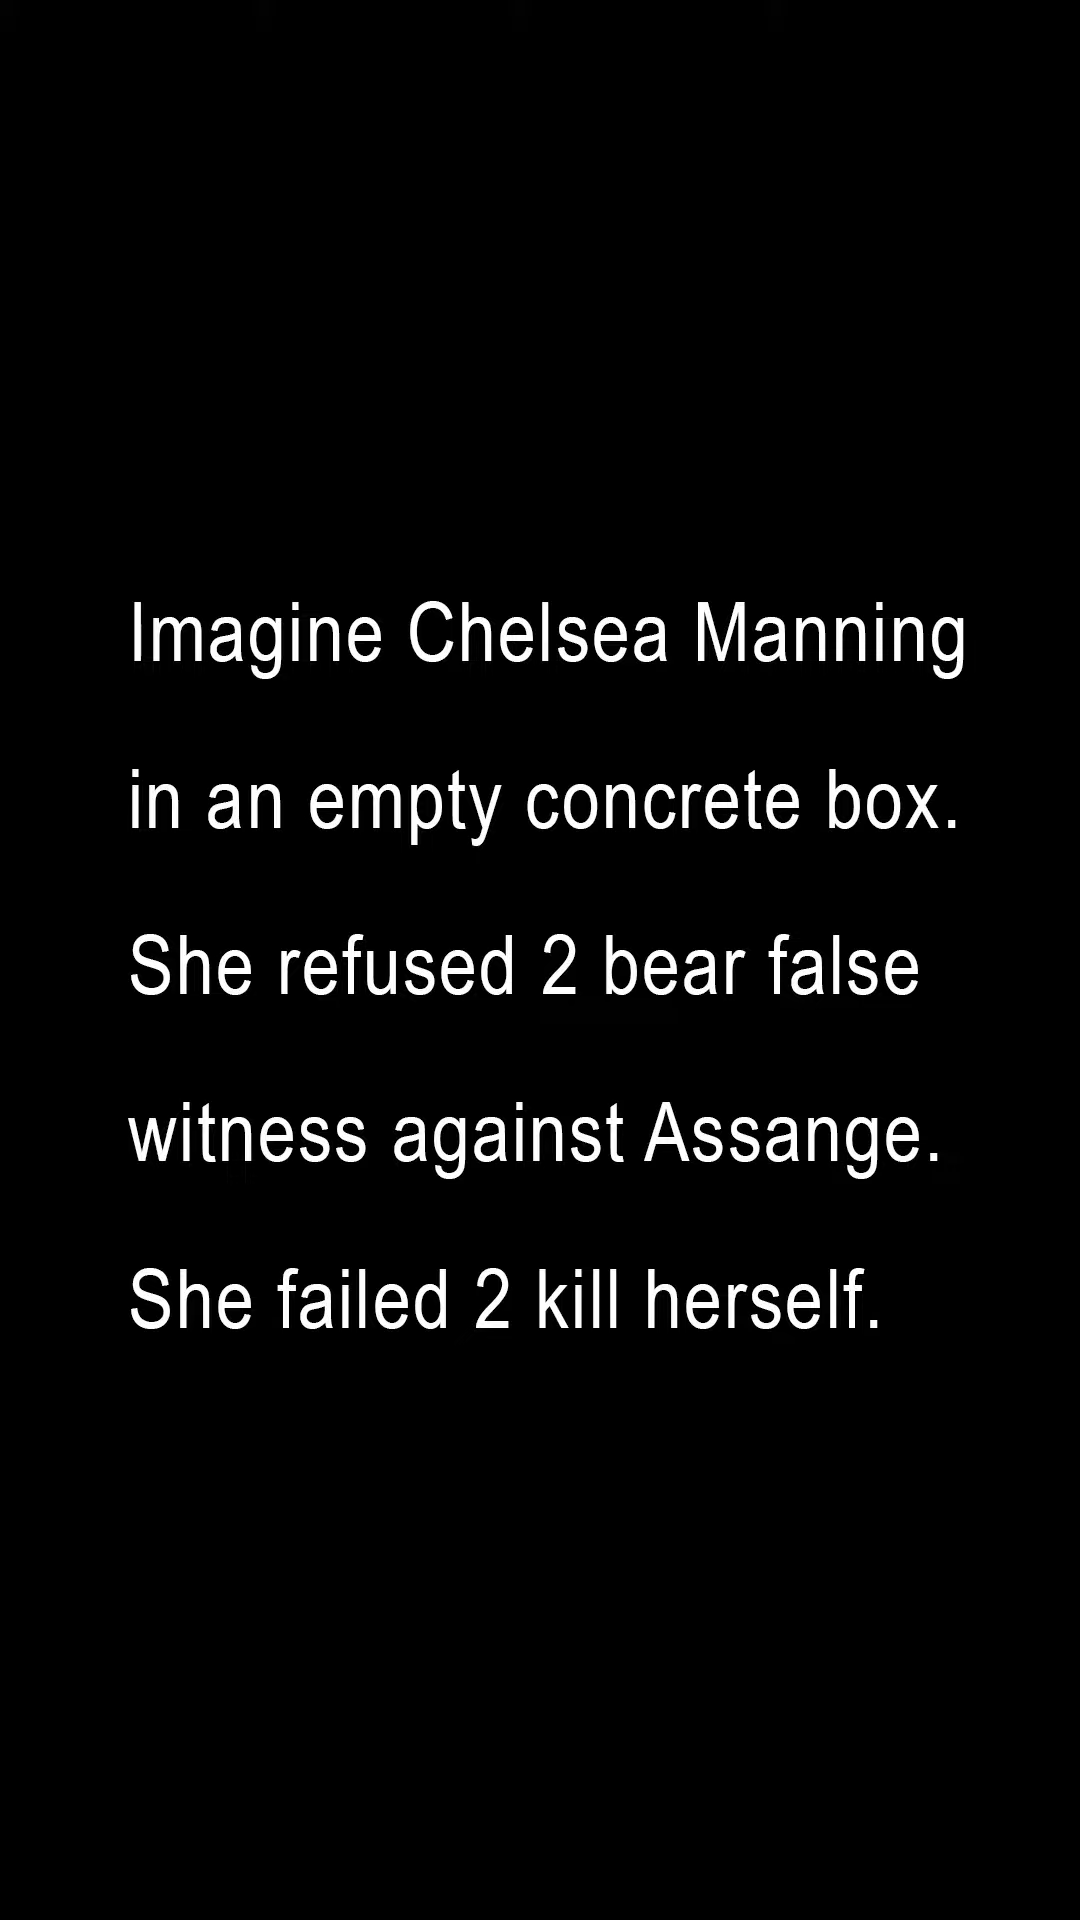 Imagine Chelsea Manning
in an empty concrete box.
She refused 2 bear false
witness against Assange.
She failed 2 kill herself.